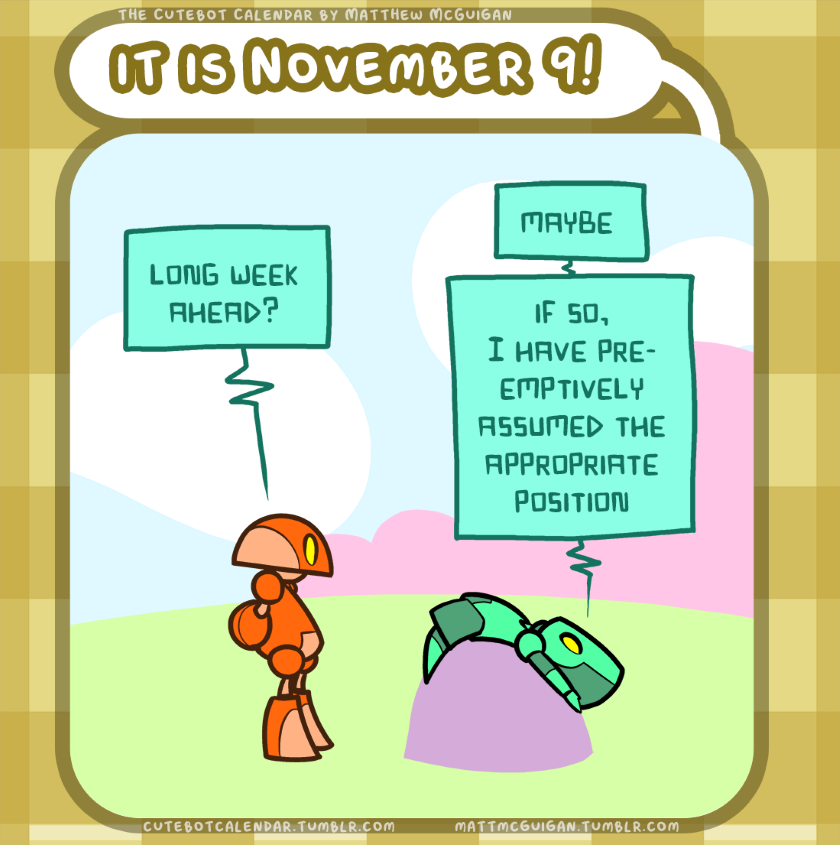 THE CUTEBOT CALENDAR BY MATTHEW MCGUIGAN
IT IS NOVEMBER 9!
LONG WEEK
AHEAD?
MAYBE
IF SO,
I HAVE PRE-
EMPTIVELY
ASSUMED THE
APPROPRIATE
POSITION
CUTEBOTCALENDAR.TUMBLR.COM
MATTMCGUIGAN.TUMBLR.COM